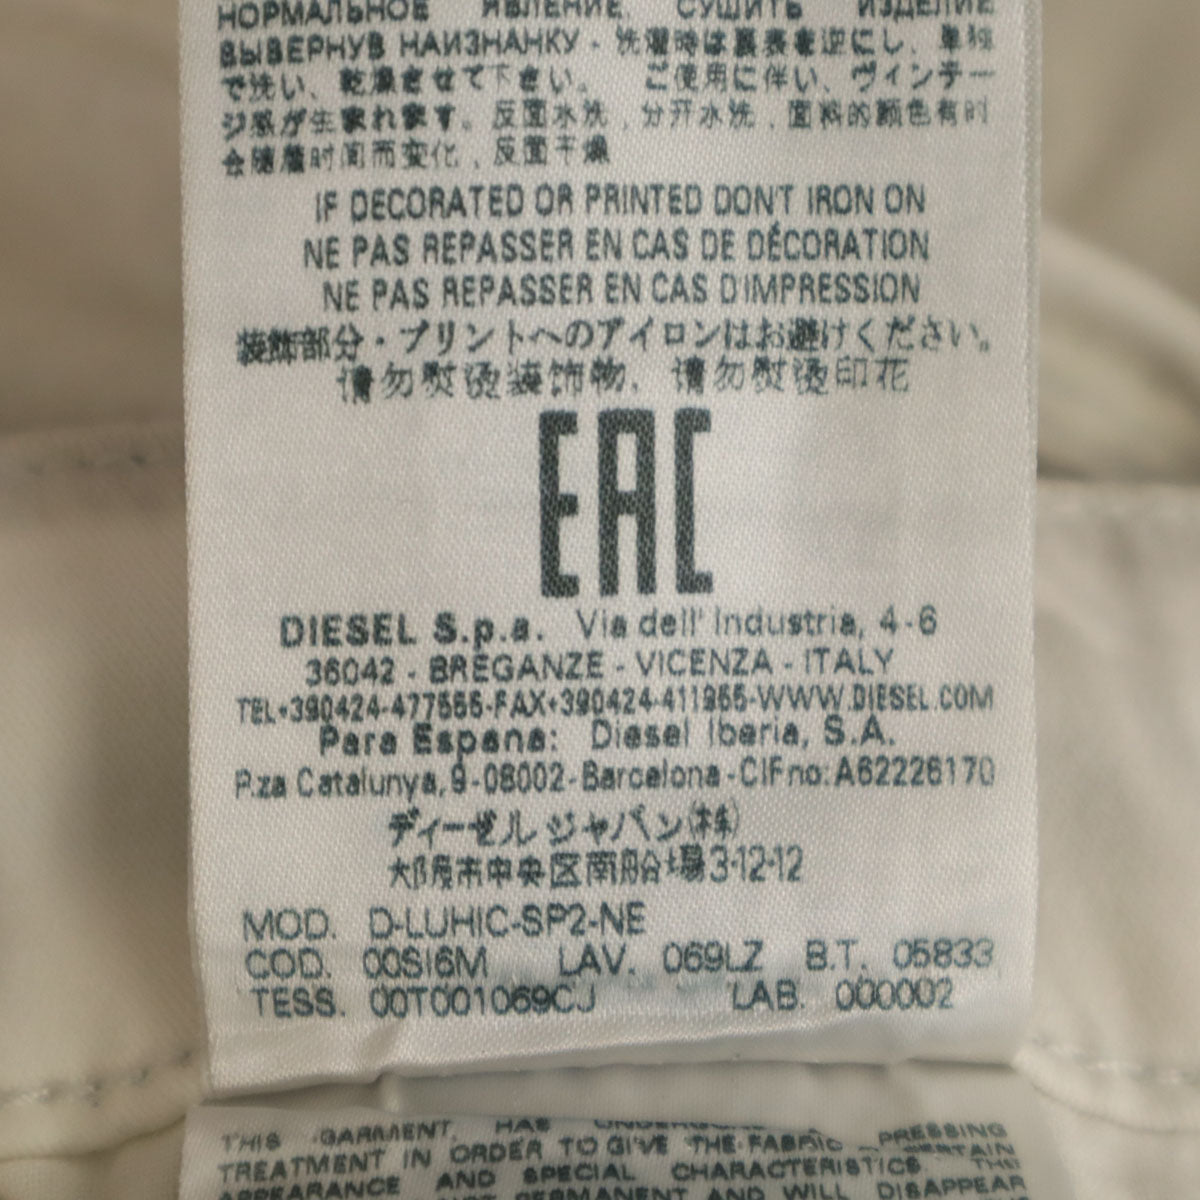 НОРМАЛЬНОЕ ЯВЛЕНИЕ, СУШИТЬ ИЗДЕЛИЕ
ВЫВЕРНУВ НАИЗНАНКУ - 洗濯時は裏表を逆にし、単独
で洗い、乾燥させて下さい。 ご使用に伴い、ヴィンテー
ジ感が生まれます。反面水洗，分开水洗，面料的颜色有时
会随着时间而变化，反面干燥
IF DECORATED OR PRINTED DON'T IRON ON
NE PAS REPASSER EN CAS DE DÉCORATION
NE PAS REPASSER EN CAS D'IMPRESSION
装飾部分・プリントへのアイロンはお避けください。
请勿熨烫装饰物、请勿熨烫印花
EAC
DIESEL S.p.a. Via dell' Industria, 4-6
36042 - BREGANZE - VICENZA - ITALY
TEL+390424-477555-FAX+390424-411955-WWW.DIESEL.COM
Para Espana: Diesel Iberia, S.A.
P.za Catalunya,9-08002-Barcelona-CIF no: A62226170
ディーゼル ジャパン(株)
大阪市中央区南船場3-12-12
MOD. D-LUHIC-SP2-NE
COD. 00SI6M LAV. 069LZ B.T. 05833
TESS. 00T001069CJ LAB. 000002
THIS GARMENT, HAS PRESSING
TREATMENT IN ORDER TO GIVE THE FABRIC CERTAIN
APPEARANCE AND SPECIAL CHARACTERISTICS THE
PERMANENT AND WILL DISAPPEAR